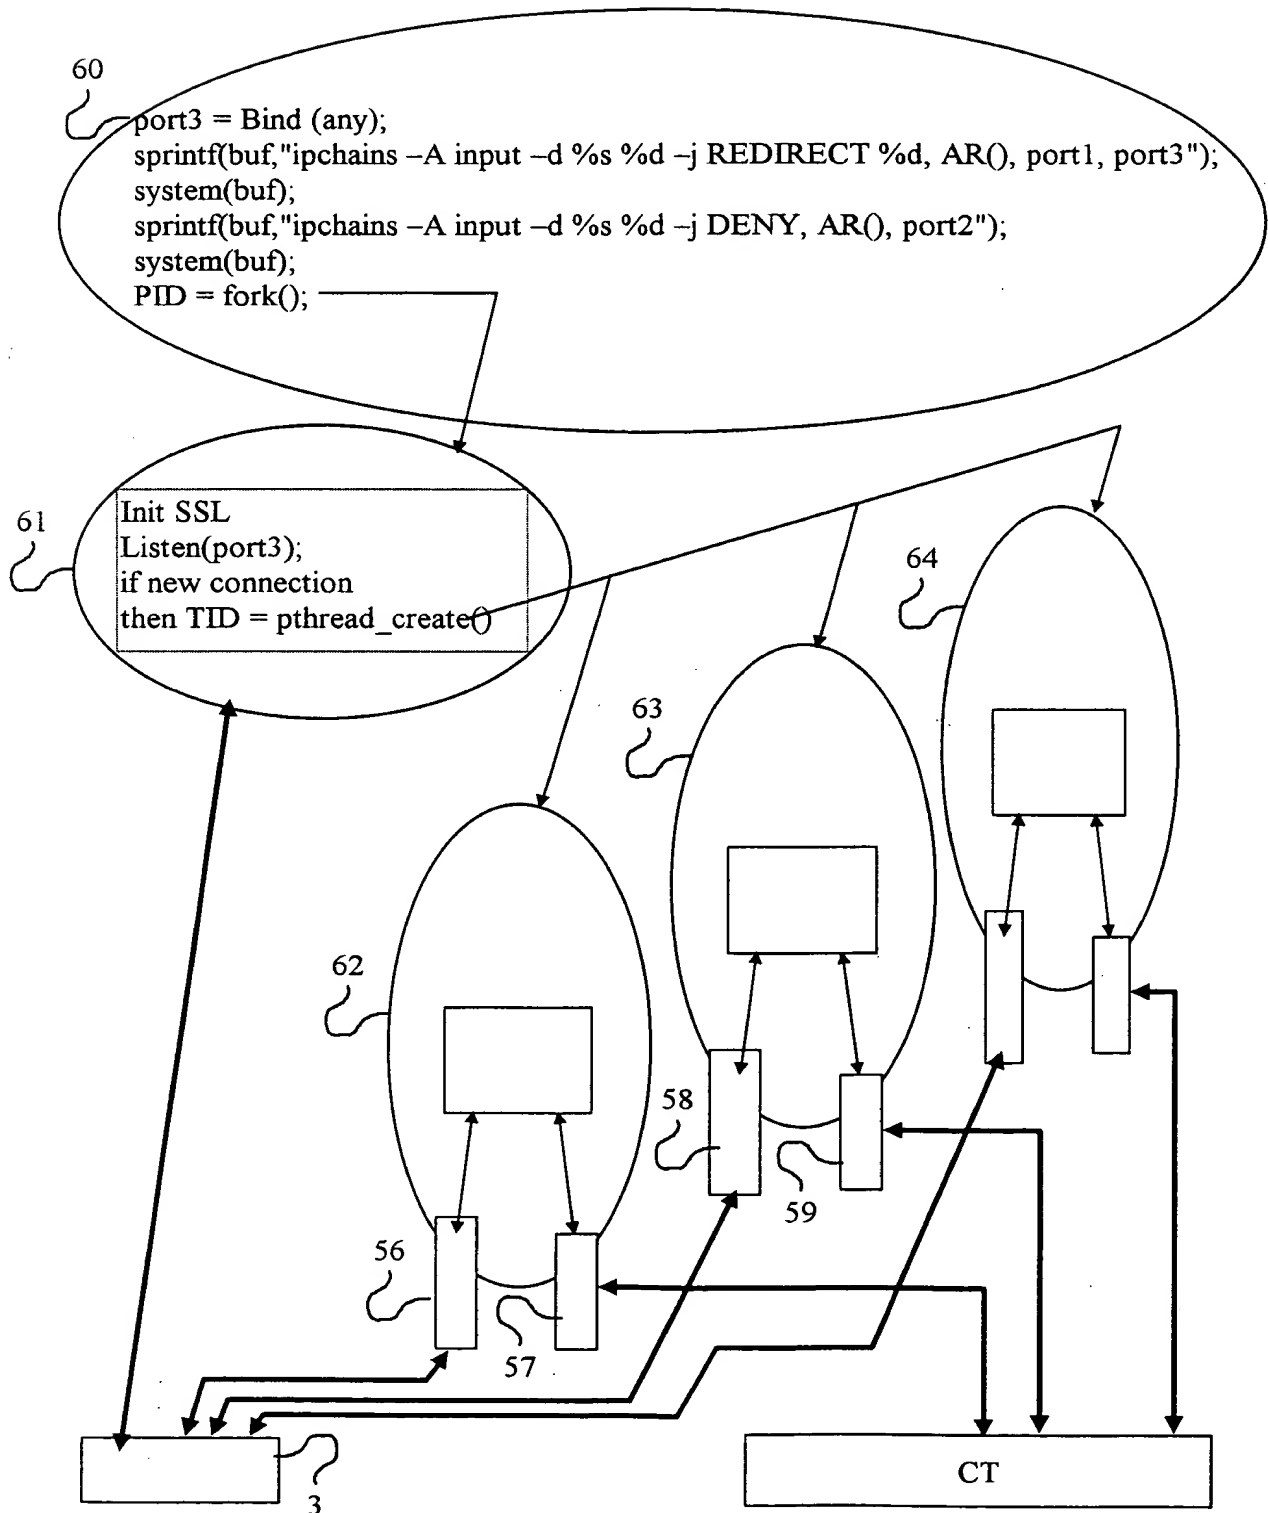 60
port3 = Bind (any);
sprintf(buf,"ipchains –A input –d %s %d –j REDIRECT %d, AR(), port1, port3");
system(buf);
sprintf(buf,"ipchains –A input –d %s %d –j DENY, AR(), port2");
system(buf);
PID = fork();
61
Init SSL
Listen(port3);
if new connection
then TID = pthread_create()
64
63
62
58
59
56
57
3
CT